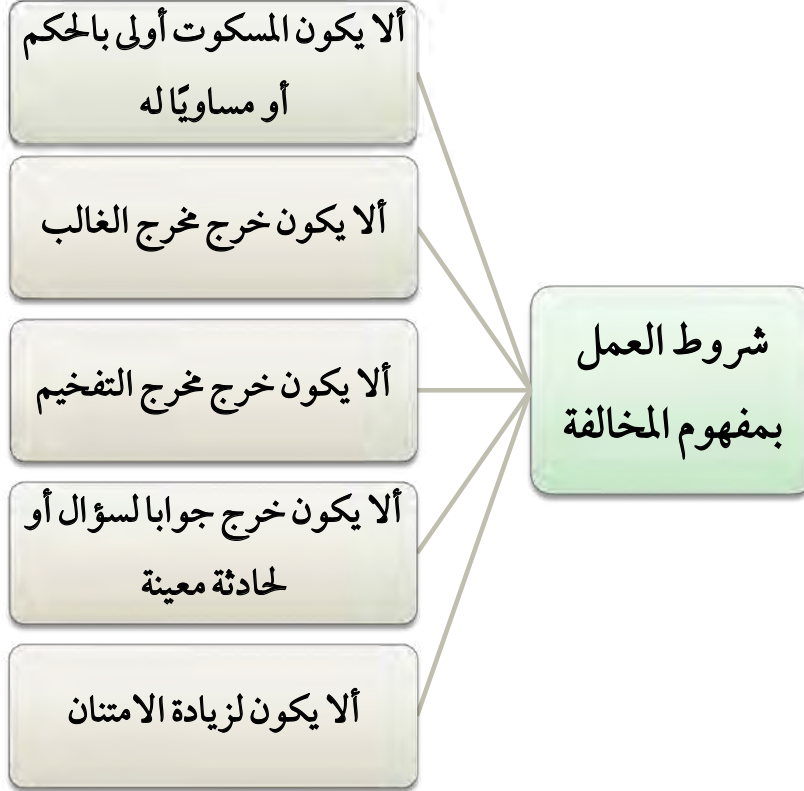 شروط العمل
بمفهوم المخالفة
ألا يكون المسكوت أولى بالحكم
أو مساويًا له
ألا يكون خرج مخرج الغالب
ألا يكون خرج مخرج التفخيم
ألا يكون خرج جوابا لسؤال أو
لحادثة معينة
ألا يكون لزيادة الامتنان